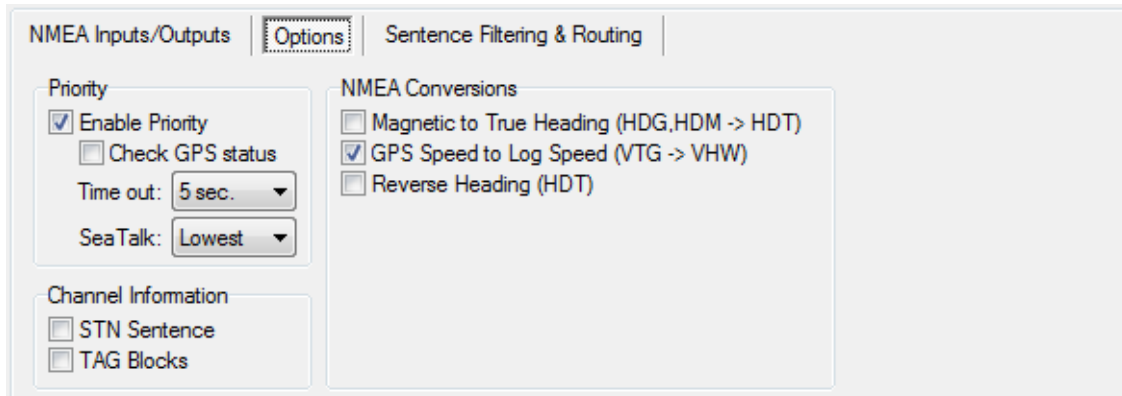 NMEA Inputs/Outputs Options Sentence Filtering & Routing
Priority
Enable Priority
Check GPS status
Time out: 5 sec.
SeaTalk: Lowest
Channel Information
STN Sentence
TAG Blocks
NMEA Conversions
Magnetic to True Heading (HDG,HDM -> HDT)
GPS Speed to Log Speed (VTG -> VHW)
Reverse Heading (HDT)